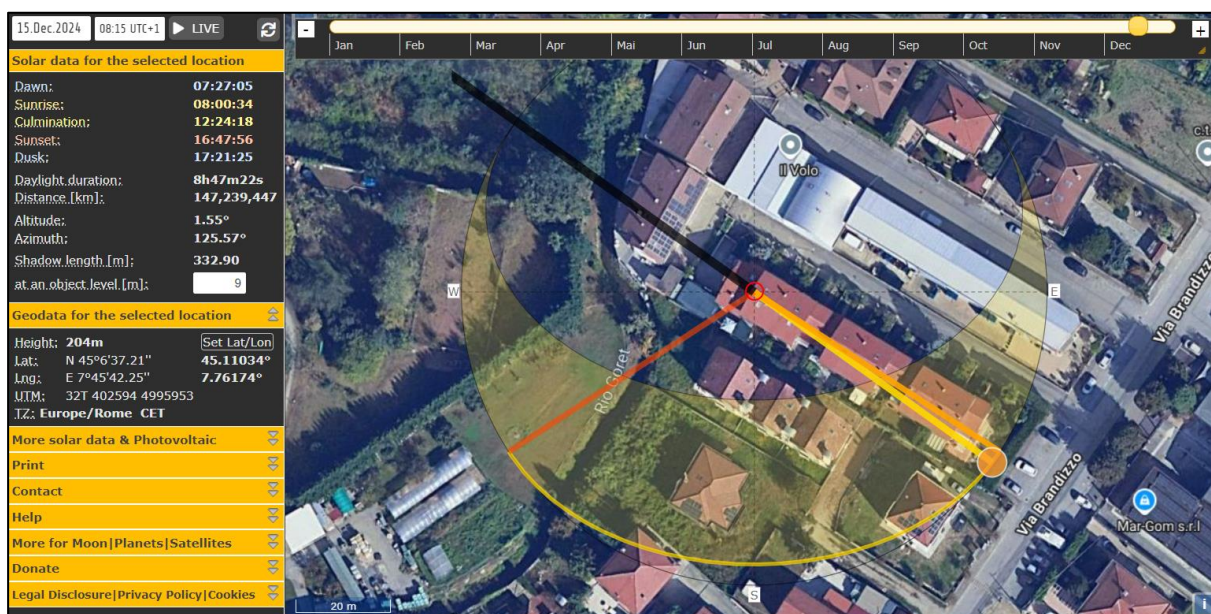 15.Dec.2024 08:15 UTC+1 LIVE
Solar data for the selected location
Dawn: 07:27:05
Sunrise: 08:00:34
Culmination: 12:24:18
Sunset: 16:47:56
Dusk: 17:21:25
Daylight duration: 8h47m22s
Distance [km]: 147,239,447
Altitude: 1.55°
Azimuth: 125.57°
Shadow length [m]: 332.90
at an object level [m]: 9
Geodata for the selected location
Height: 204m Set Lat/Lon
Lat: N 45°6'37.21'' 45.11034°
Lng: E 7°45'42.25'' 7.76174°
UTM: 32T 402594 4995953
TZ: Europe/Rome CET
More solar data & Photovoltaic
Print
Contact
Help
More for Moon|Planets|Satellites
Donate
Legal Disclosure|Privacy Policy|Cookies
- +
Jan Feb Mar Apr Mai Jun Jul Aug Sep Oct Nov Dec
c.t.
Il Volo
W E
Via Brandizzo
Rio Goret
Via Brandizzo
Mar-Gom s.r.l
S
20 m
i